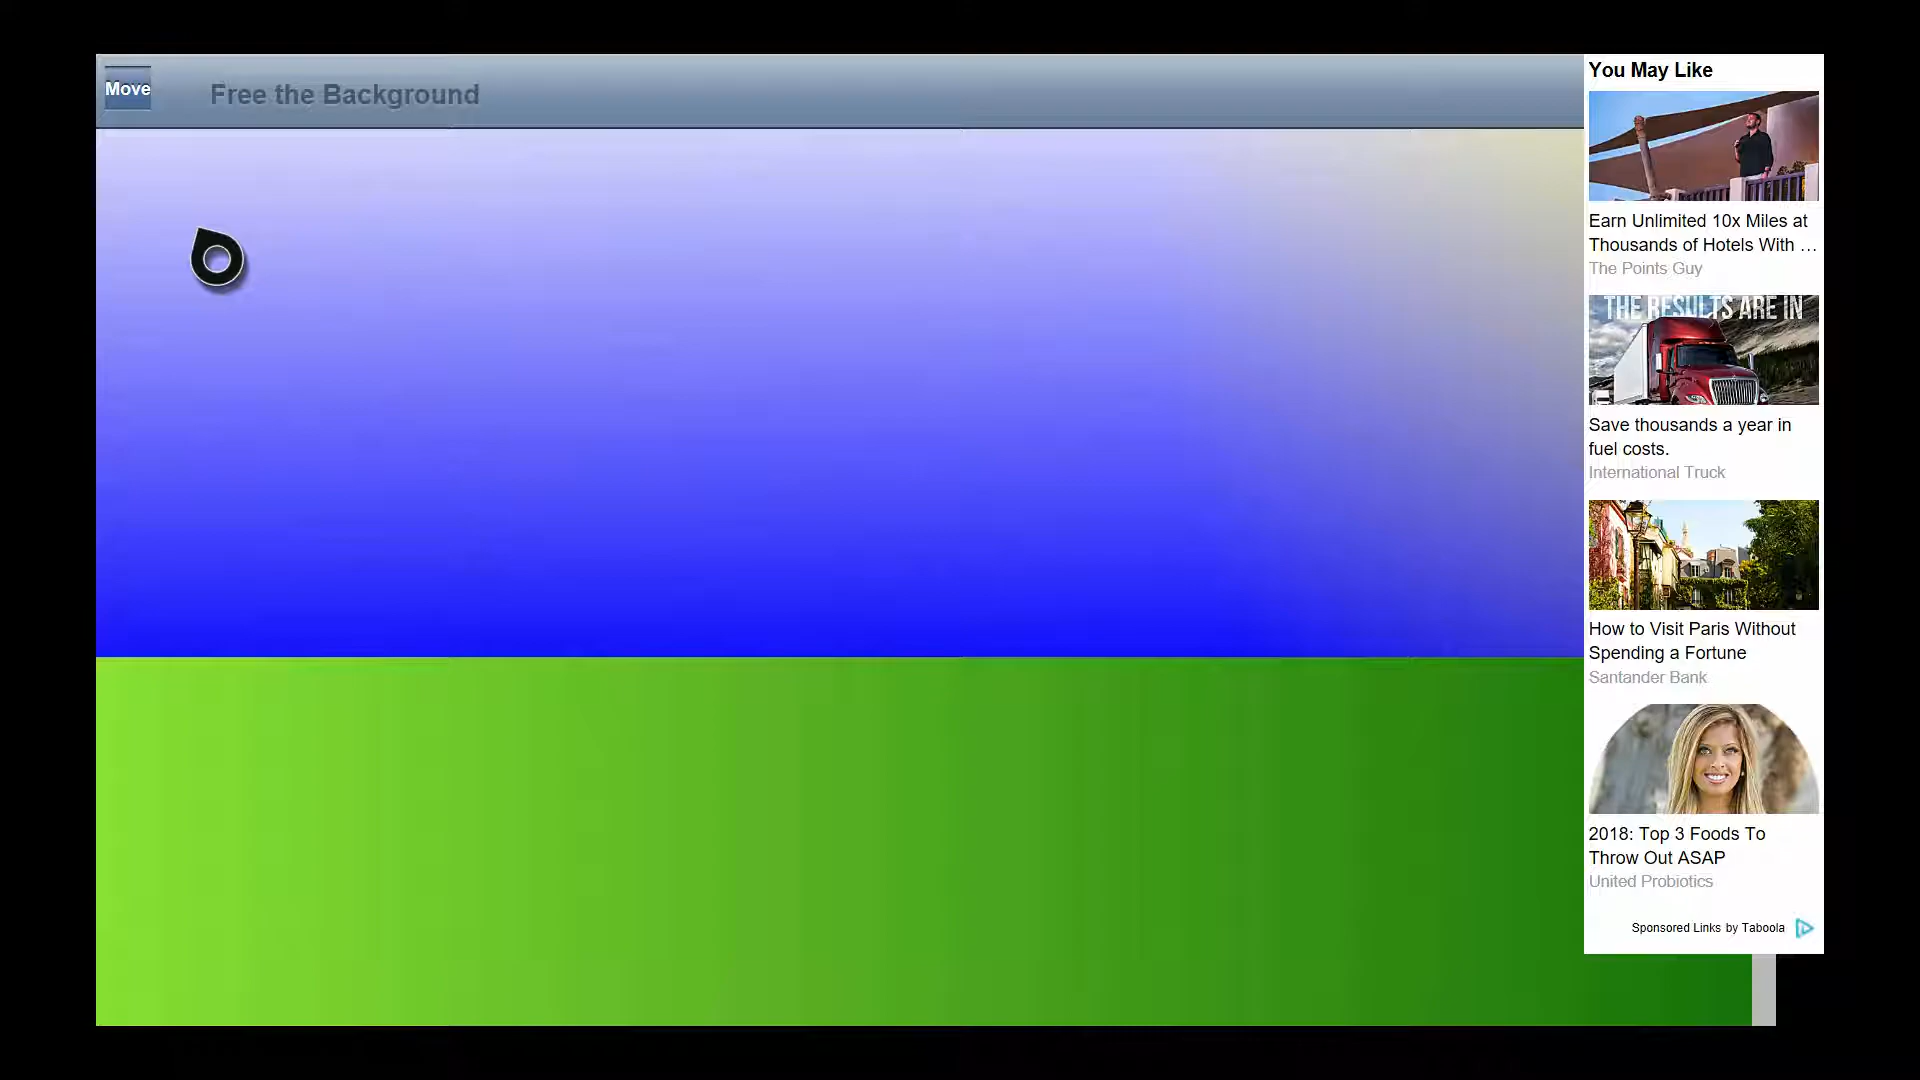 Move
Free the Background
You May Like
Earn Unlimited 10x Miles at
Thousands of Hotels With …
The Points Guy
THE RESULTS ARE IN
Save thousands a year in
fuel costs.
International Truck
How to Visit Paris Without
Spending a Fortune
Santander Bank
2018: Top 3 Foods To
Throw Out ASAP
United Probiotics
Sponsored Links by Taboola